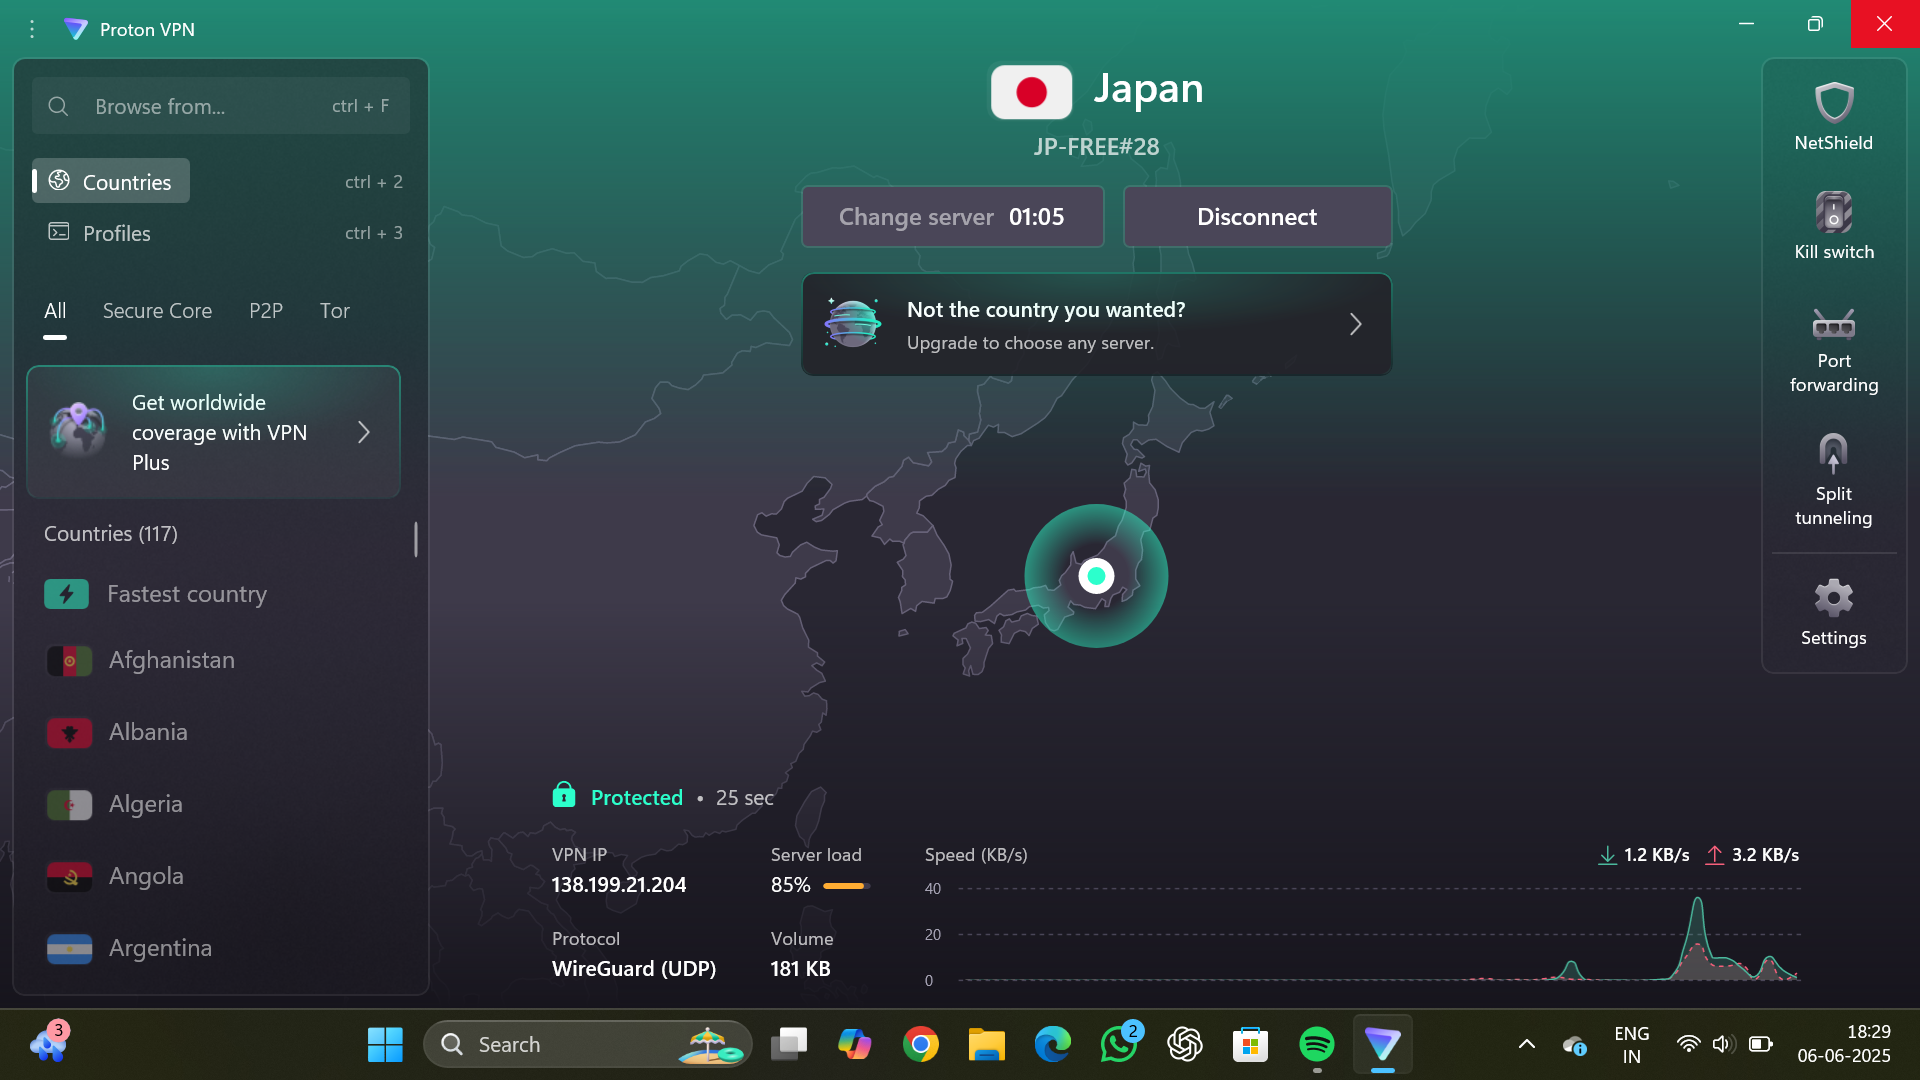 Proton VPN
Browse from...
ctrl + F
Countries
ctrl + 2
Profiles
ctrl + 3
All
Secure Core
P2P
Tor
Get worldwide
coverage with VPN
Plus
Countries (117)
Fastest country
Afghanistan
Albania
Algeria
Angola
Argentina
Japan
JP-FREE#28
Change server 01:05
Disconnect
Not the country you wanted?
Upgrade to choose any server.
Protected • 25 sec
VPN IP
138.199.21.204
Server load
85%
Protocol
WireGuard (UDP)
Volume
181 KB
Speed (KB/s)
1.2 KB/s
3.2 KB/s
40
20
0
NetShield
Kill switch
Port
forwarding
Split
tunneling
Settings
3
Search
2
ENG
IN
18:29
06-06-2025